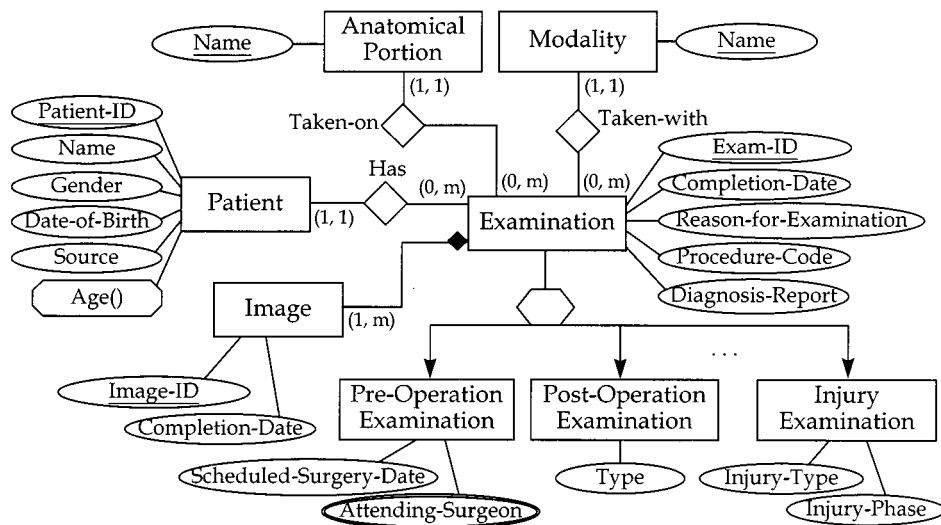 Name
Anatomical
Portion
Modality
Name
(1, 1)
(1, 1)
Patient-ID
Taken-on
Taken-with
Exam-ID
Name
Has
Completion-Date
Gender
Patient
(0, m)
(0, m)
(0, m)
Examination
Reason-for-Examination
Date-of-Birth
(1, 1)
Source
Procedure-Code
Age()
Image
(1, m)
Diagnosis-Report
. . .
Image-ID
Pre-Operation
Examination
Post-Operation
Examination
Injury
Examination
Completion-Date
Scheduled-Surgery-Date
Type
Injury-Type
Attending-Surgeon
Injury-Phase